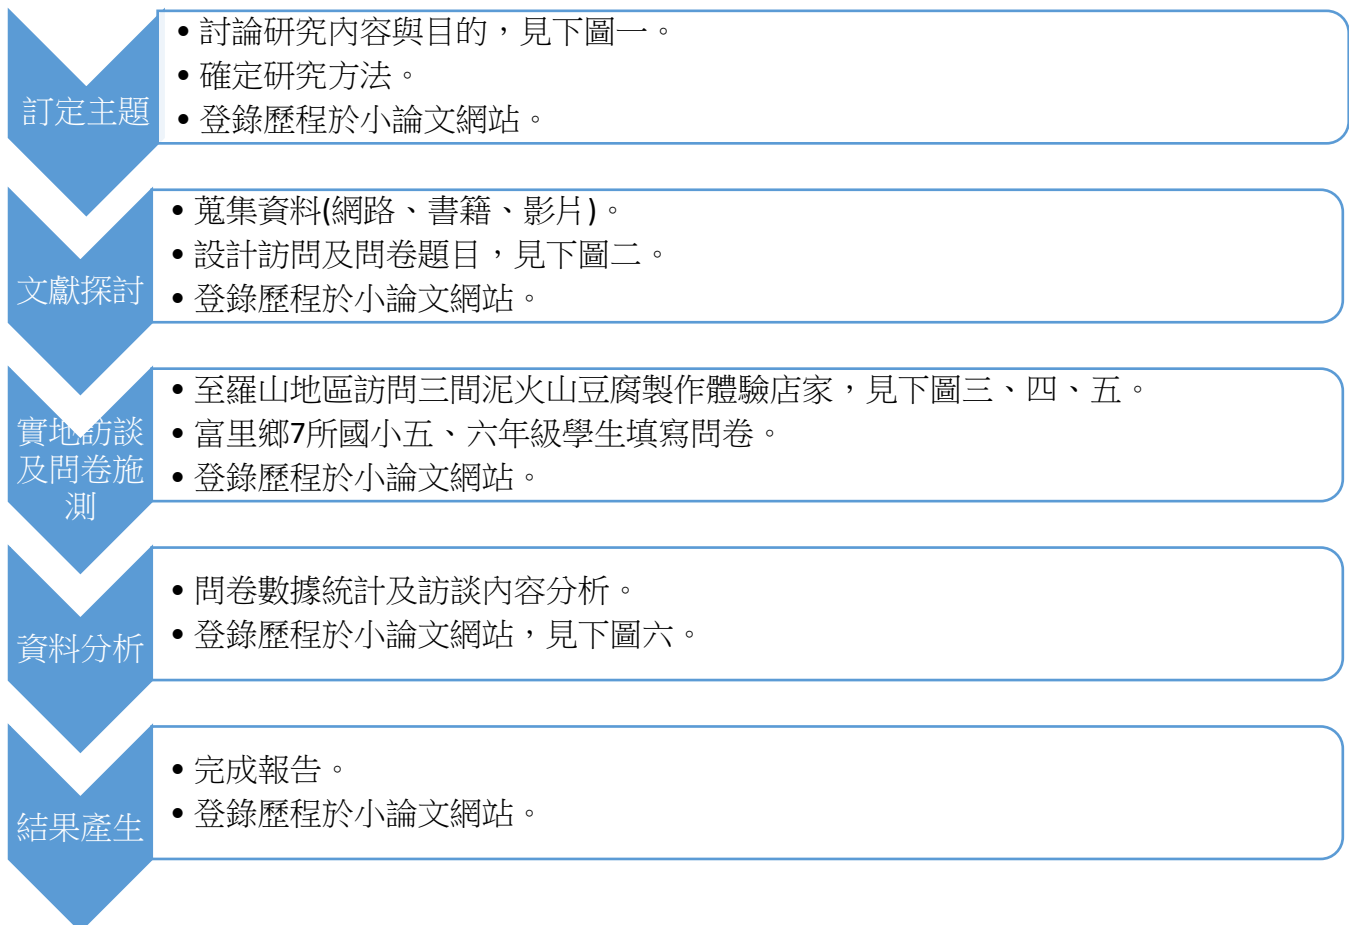 訂定主題
• 討論研究內容與目的，見下圖一。
• 確定研究方法。
• 登錄歷程於小論文網站。
文獻探討
• 蒐集資料(網路、書籍、影片)。
• 設計訪問及問卷題目，見下圖二。
• 登錄歷程於小論文網站。
實地訪談
及問卷施
測
• 至羅山地區訪問三間泥火山豆腐製作體驗店家，見下圖三、四、五。
• 富里鄉7所國小五、六年級學生填寫問卷。
• 登錄歷程於小論文網站。
資料分析
• 問卷數據統計及訪談內容分析。
• 登錄歷程於小論文網站，見下圖六。
結果產生
• 完成報告。
• 登錄歷程於小論文網站。